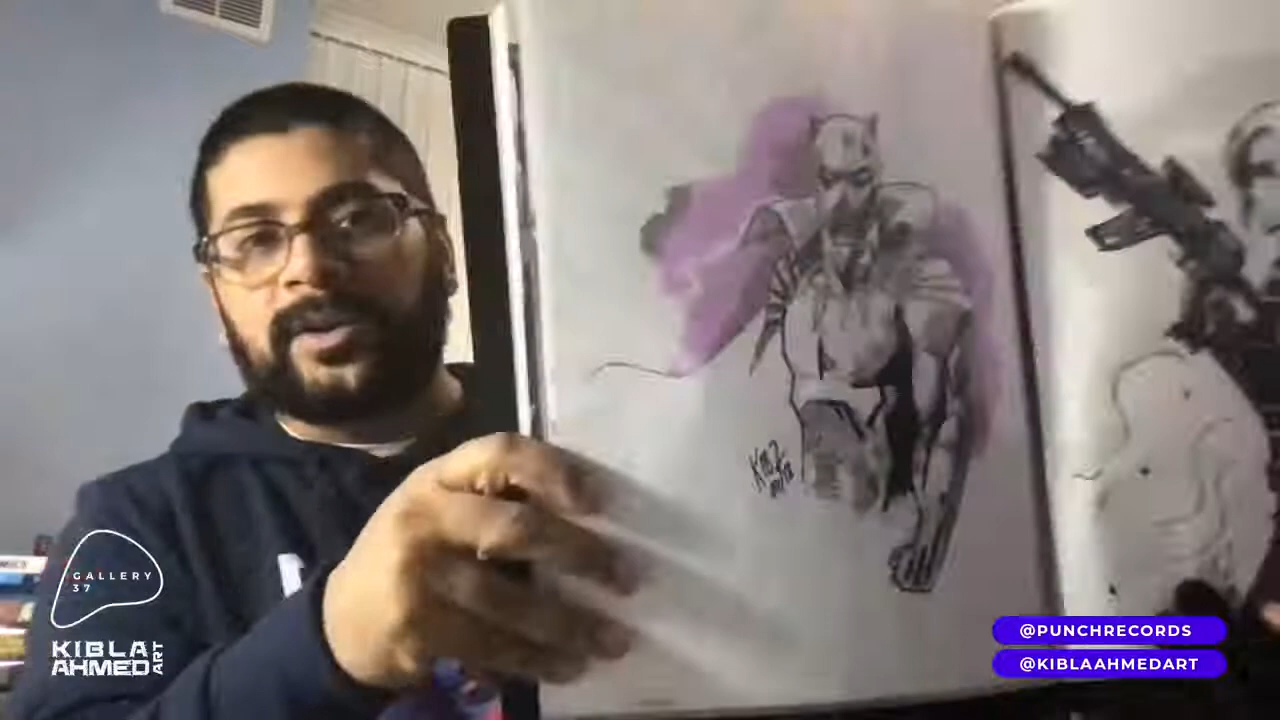 GALLERY
37
KIBLA
AHMED ART
@PUNCHRECORDS
@KIBLAAHMEDART